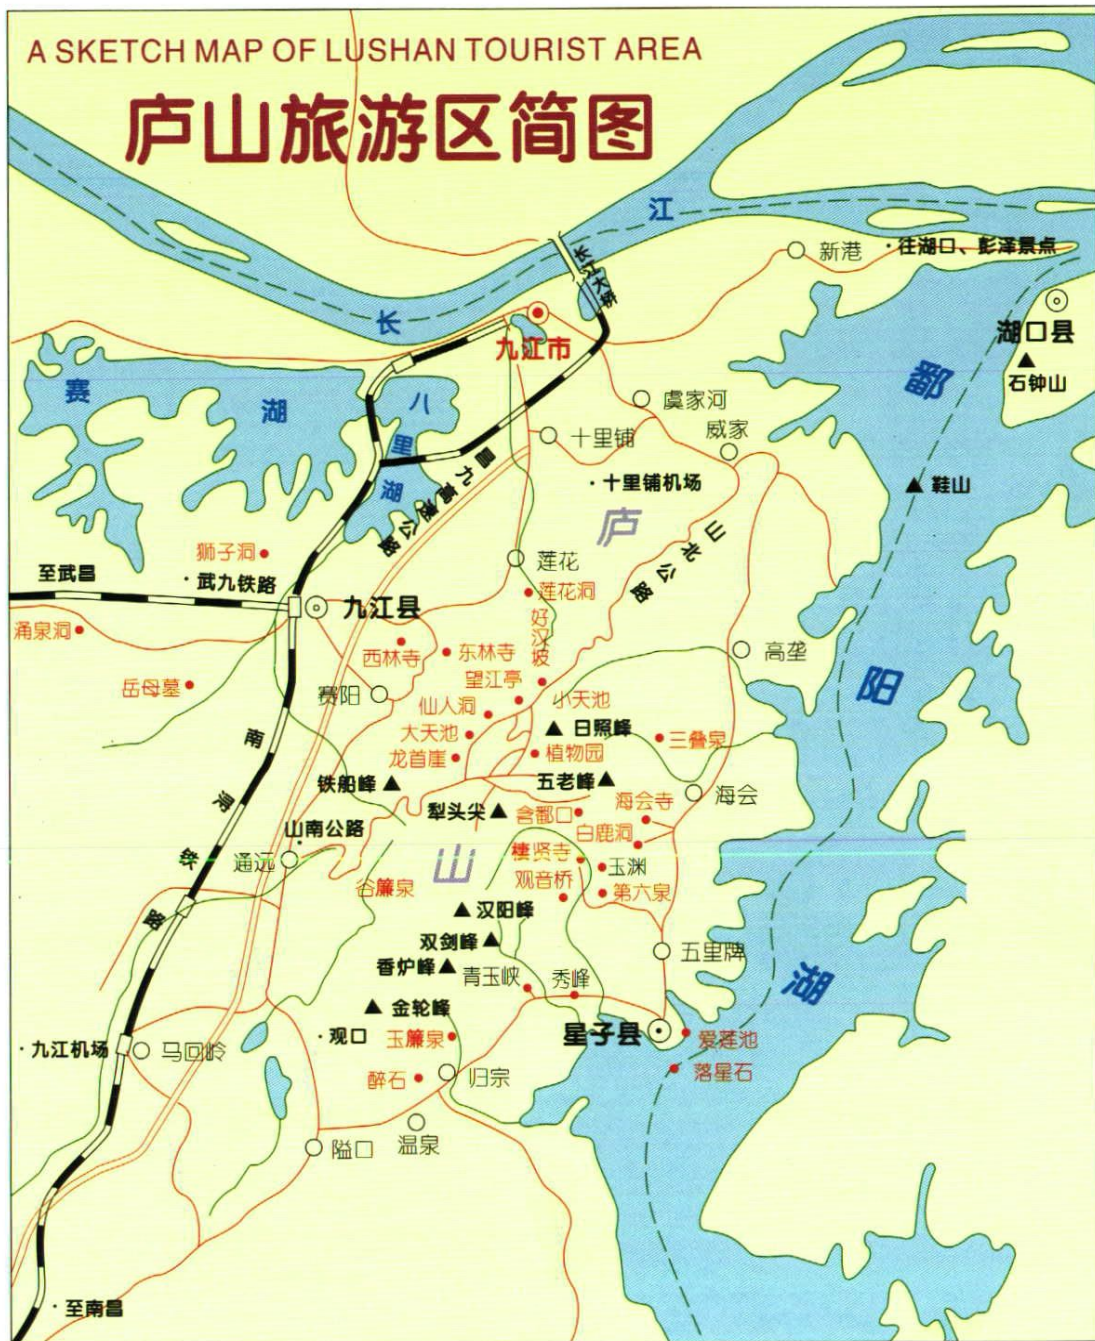 A SKETCH MAP OF LUSHAN TOURIST AREA
庐山旅游区简图
江
长江大桥
新港
往湖口、彭泽景点
长
九江市
湖口县
石钟山
赛
湖
八
里
湖
鄱
虞家河
威家
十里铺
十里铺机场
鞋山
昌九高速公路
庐
山北公路
狮子洞
至武昌
武九铁路
莲花
莲花洞
九江县
好汉坡
涌泉洞
西林寺
东林寺
高垄
岳母墓
赛阳
望江亭
小天池
阳
仙人洞
大天池
日照峰
三叠泉
南浔铁路
龙首崖
植物园
铁船峰
五老峰
海会
犁头尖
含鄱口
海会寺
山南公路
白鹿洞
通远
山
棲贤寺
玉渊
谷簾泉
观音桥
第六泉
汉阳峰
双剑峰
五里牌
香炉峰
青玉峡
秀峰
湖
金轮峰
星子县
观口
玉簾泉
爱莲池
九江机场
马回岭
醉石
归宗
落星石
温泉
隘口
至南昌